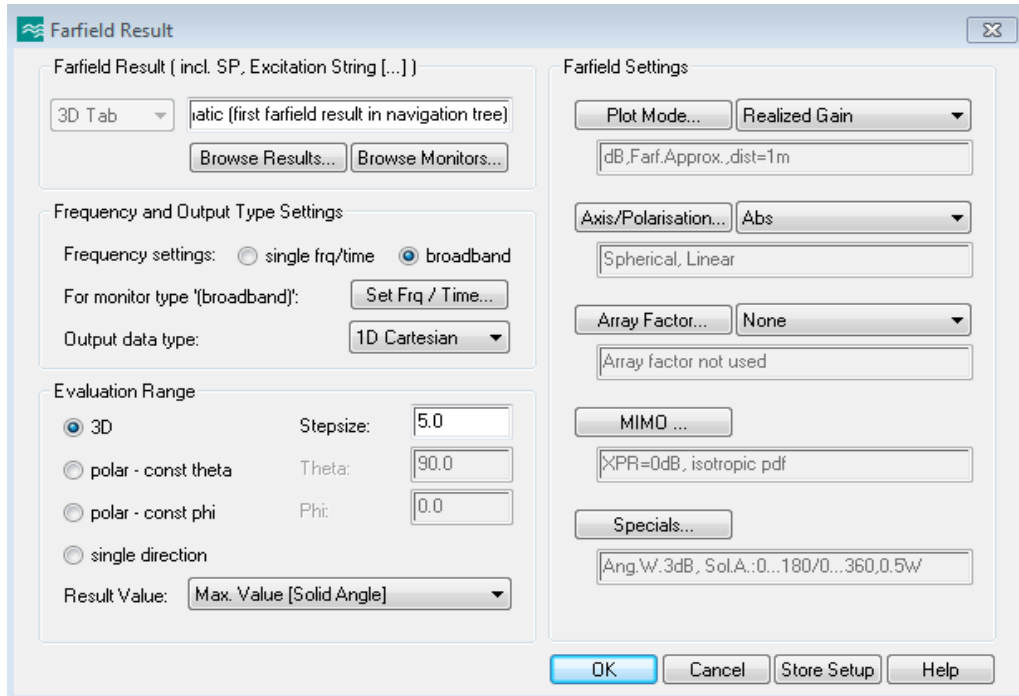 Farfield Result
Farfield Result ( incl. SP, Excitation String [...] )
3D Tab
natic (first farfield result in navigation tree)
Browse Results...
Browse Monitors...
Frequency and Output Type Settings
Frequency settings: single frq/time broadband
For monitor type '(broadband)': Set Frq / Time...
Output data type: 1D Cartesian
Evaluation Range
3D Stepsize: 5.0
polar - const theta Theta: 90.0
polar - const phi Phi: 0.0
single direction
Result Value: Max. Value [Solid Angle]
Farfield Settings
Plot Mode... Realized Gain
dB,Farf.Approx.,dist=1m
Axis/Polarisation... Abs
Spherical, Linear
Array Factor... None
Array factor not used
MIMO ...
XPR=0dB, isotropic pdf
Specials...
Ang.W.3dB, Sol.A.:0...180/0...360,0.5W
OK Cancel Store Setup Help